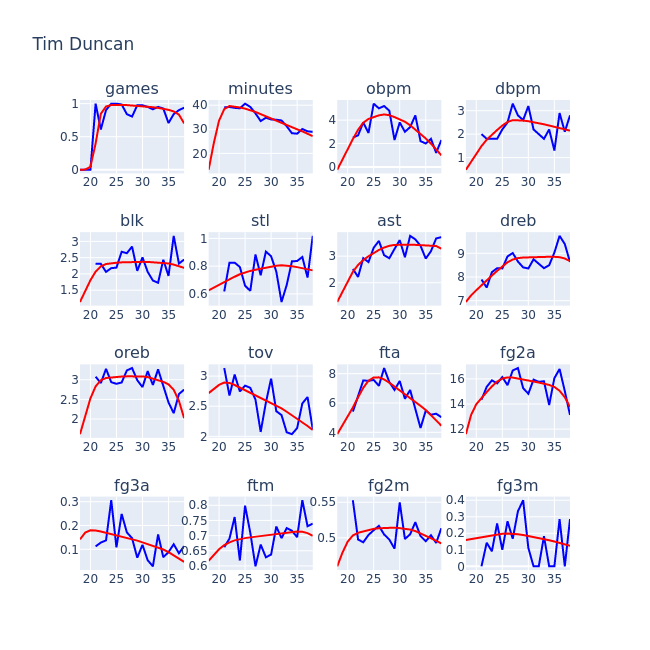 Tim Duncan
games minutes obpm dbpm
1 0.5 0
40 30 20
4 2 0
3 2 1
20 25 30 35 20 25 30 35 20 25 30 35 20 25 30 35
blk stl ast dreb
3 2.5 2 1.5
1 0.8 0.6
3 2
9 8 7
20 25 30 35 20 25 30 35 20 25 30 35 20 25 30 35
oreb tov fta fg2a
3 2.5 2
3 2.5 2
8 6 4
16 14 12
20 25 30 35 20 25 30 35 20 25 30 35 20 25 30 35
fg3a ftm fg2m fg3m
0.3 0.2 0.1
0.8 0.75 0.7 0.65 0.6
0.55 0.5
0.4 0.3 0.2 0.1 0
20 25 30 35 20 25 30 35 20 25 30 35 20 25 30 35